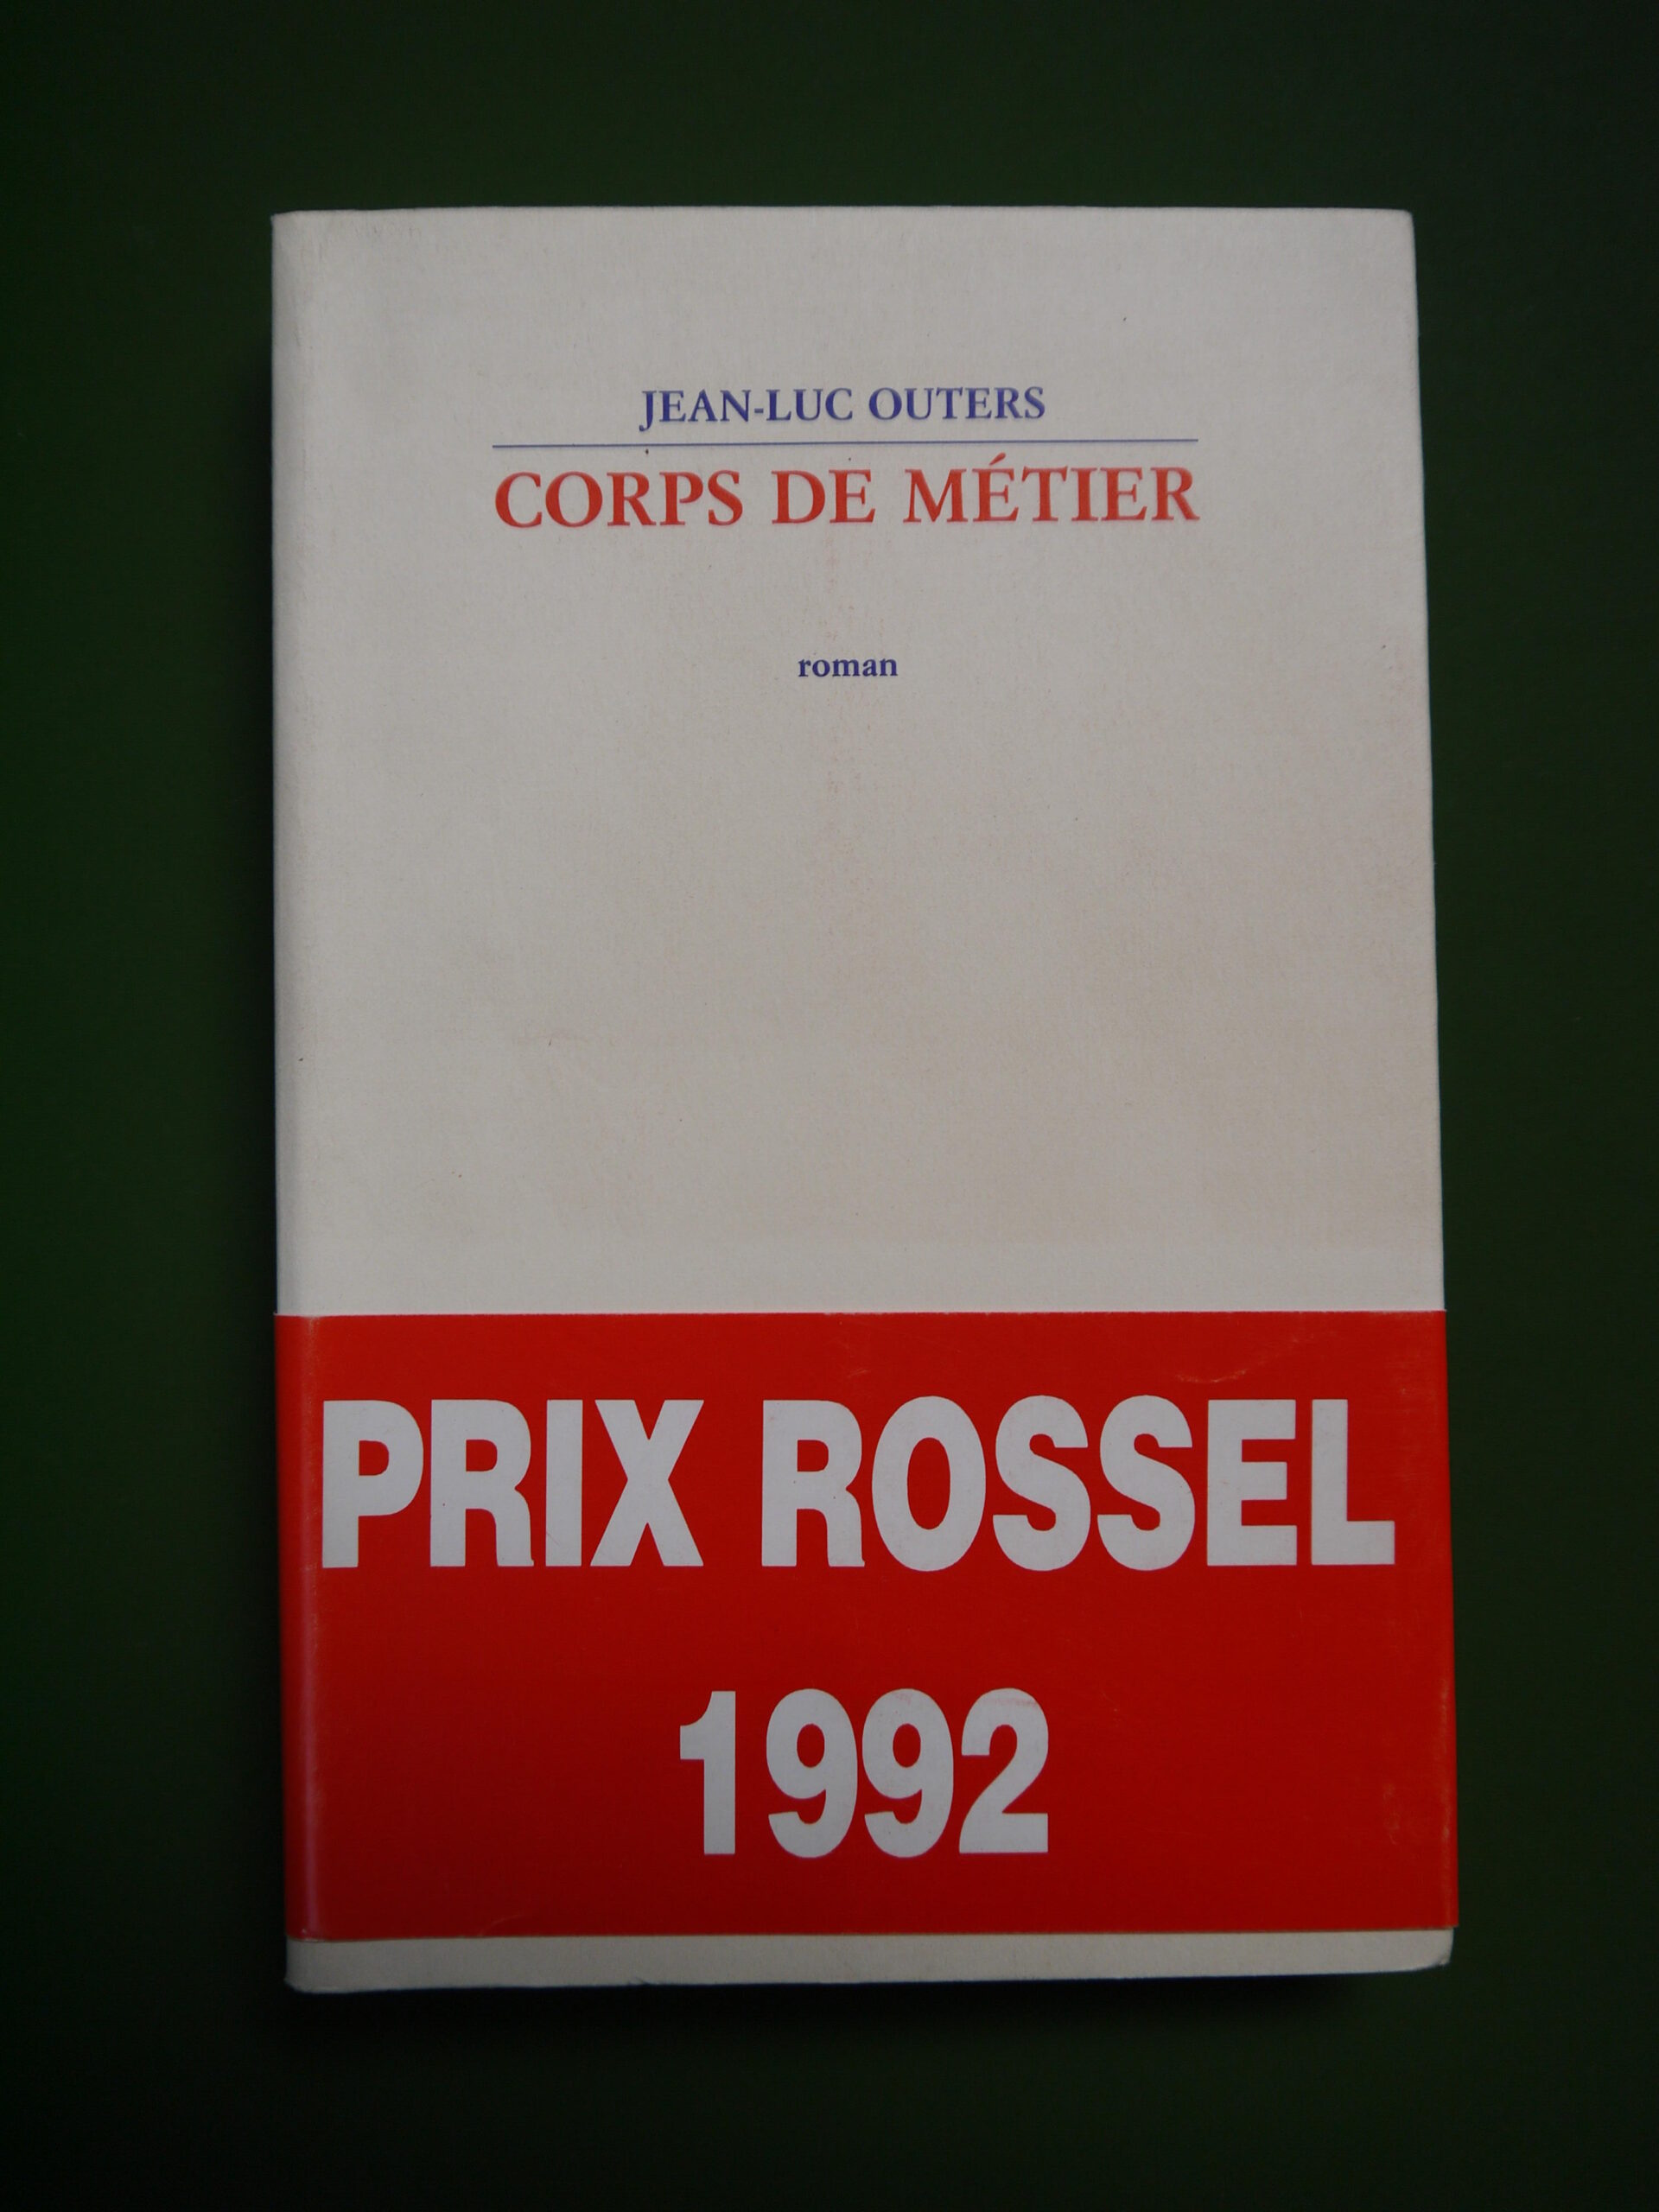 JEAN-LUC OUTERS
CORPS DE MÉTIER
roman
PRIX ROSSEL
1992